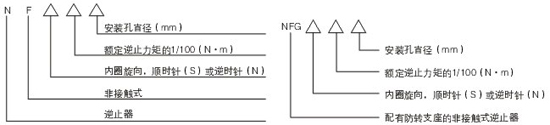 N F
安装孔直径（mm）
额定逆止力矩的1/100（N·m）
内圈旋向，顺时针（S）或逆时针（N）
非接触式
逆止器
NFG
安装孔直径（mm）
额定逆止力矩的1/100（N·m）
内圈旋向，顺时针（S）或逆时针（N）
配有防转支座的非接触式逆止器